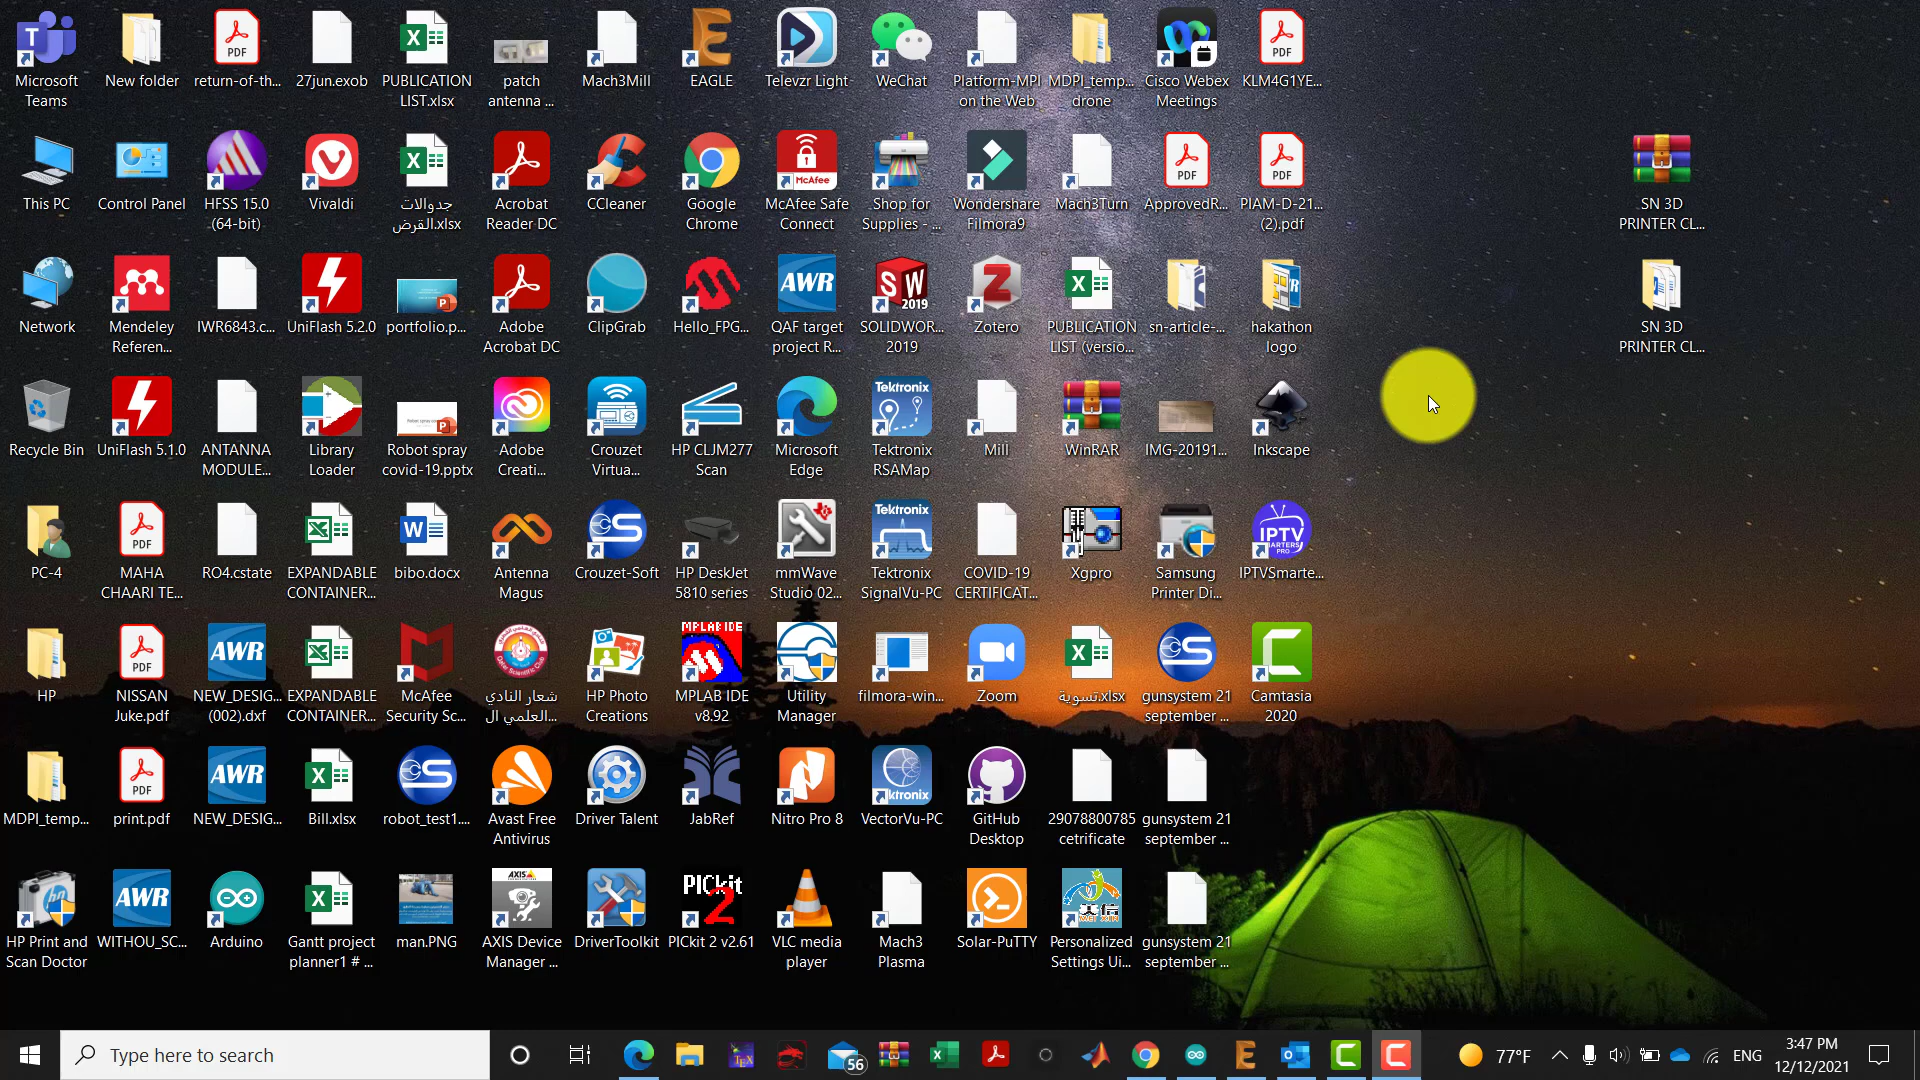 Microsoft
Teams
New folder
return-of-th...
27jun.exob
PUBLICATION
LIST.xlsx
patch
antenna ...
Mach3Mill
EAGLE
Televzr Light
WeChat
Platform-MPI
on the Web
MDPI_temp...
drone
Cisco Webex
Meetings
KLM4G1YE...
This PC
Control Panel
HFSS 15.0
(64-bit)
Vivaldi
جدوالات
القرض.xlsx
Acrobat
Reader DC
CCleaner
Google
Chrome
McAfee Safe
Connect
Shop for
Supplies - ...
Wondershare
Filmora9
Mach3Turn
ApprovedR...
PIAM-D-21...
(2).pdf
SN 3D
PRINTER CL...
Network
Mendeley
Referen...
IWR6843.c...
UniFlash 5.2.0
portfolio.p...
Adobe
Acrobat DC
ClipGrab
Hello_FPG...
QAF target
project R...
SOLIDWOR...
2019
Zotero
PUBLICATION
LIST (versio...
sn-article-...
hakathon
logo
SN 3D
PRINTER CL...
Recycle Bin
UniFlash 5.1.0
ANTANNA
MODULE...
Library
Loader
Robot spray
covid-19.pptx
Adobe
Creati...
Crouzet
Virtua...
HP CLJM277
Scan
Microsoft
Edge
Tektronix
RSAMap
Mill
WinRAR
IMG-20191...
Inkscape
PC-4
MAHA
CHAARI TE...
RO4.cstate
EXPANDABLE
CONTAINER...
bibo.docx
Antenna
Magus
Crouzet-Soft
HP DeskJet
5810 series
mmWave
Studio 02...
Tektronix
SignalVu-PC
COVID-19
CERTIFICAT...
Xgpro
Samsung
Printer Di...
IPTVSmarte...
HP
NISSAN
Juke.pdf
NEW_DESIG...
(002).dxf
EXPANDABLE
CONTAINER...
McAfee
Security Sc...
شعار النادي
العلمي ال...
HP Photo
Creations
MPLAB IDE
v8.92
Utility
Manager
filmora-win...
Zoom
تسوية.xlsx
gunsystem 21
september ...
Camtasia
2020
MDPI_temp...
print.pdf
NEW_DESIG...
Bill.xlsx
robot_test1....
Avast Free
Antivirus
Driver Talent
JabRef
Nitro Pro 8
VectorVu-PC
GitHub
Desktop
29078800785
cetrificate
gunsystem 21
september ...
HP Print and
Scan Doctor
WITHOU_SC...
Arduino
Gantt project
planner1 # ...
man.PNG
AXIS Device
Manager ...
DriverToolkit
PICkit 2 v2.61
VLC media
player
Mach3
Plasma
Solar-PuTTY
Personalized
Settings Ui...
gunsystem 21
september ...
Type here to search
56
77°F
ENG
3:47 PM
12/12/2021